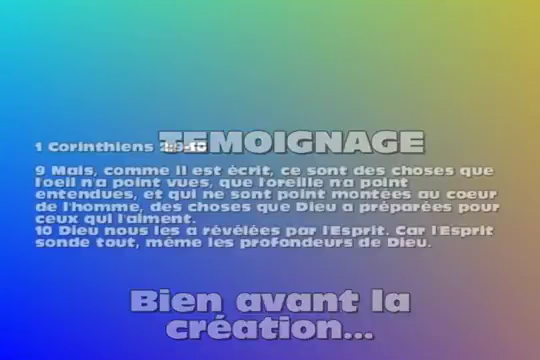 TEMOIGNAGE
1 Corinthiens 2:9-10
9 Mais, comme il est écrit, ce sont des choses que
l'oeil n'a point vues, que l'oreille n'a point
entendues, et qui ne sont point montées au coeur
de l'homme, des choses que Dieu a préparées pour
ceux qui l'aiment.
10 Dieu nous les a révélées par l'Esprit. Car l'Esprit
sonde tout, même les profondeurs de Dieu.
Bien avant la
création...